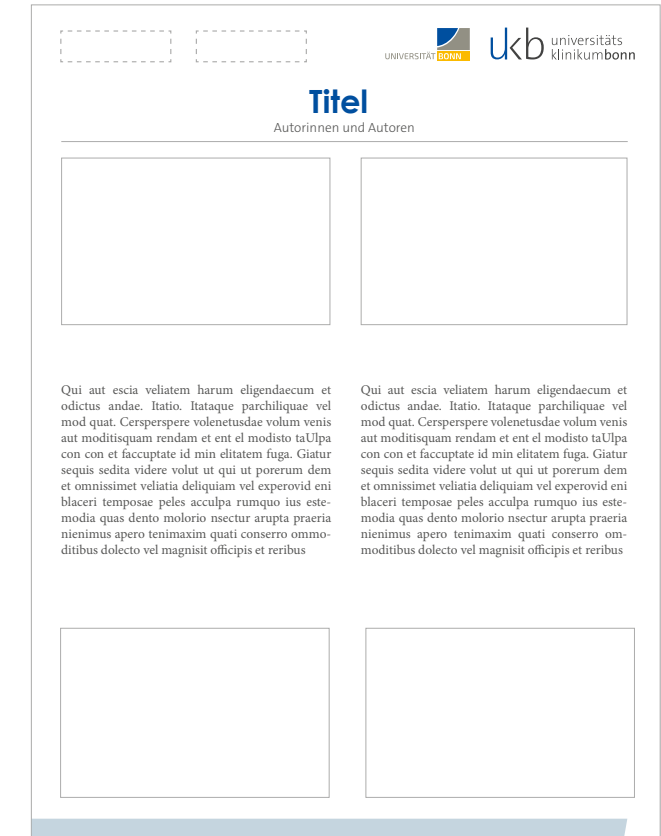 UNIVERSITÄT BONN
ukb universitäts
klinikumbonn
Titel
Autorinnen und Autoren
Qui aut escia veliatem harum eligendaecum et
odictus andae. Itatio. Itataque parchiliquae vel
mod quat. Cersperspere volenetusdae volum venis
aut moditisquam rendam et ent el modisto taUlpa
con con et faccuptate id min elitatem fuga. Giatur
sequis sedita videre volut ut qui ut porerum dem
et omnissimet veliatia deliquiam vel experovid eni
blaceri temposae peles acculpa rumquo ius este-
modia quas dento molorio nsectur arupta praeria
nienimus apero tenimaxim quati conserro ommo-
ditibus dolecto vel magnisit officipis et reribus
Qui aut escia veliatem harum eligendaecum et
odictus andae. Itatio. Itataque parchiliquae vel
mod quat. Cersperspere volenetusdae volum venis
aut moditisquam rendam et ent el modisto taUlpa
con con et faccuptate id min elitatem fuga. Giatur
sequis sedita videre volut ut qui ut porerum dem
et omnissimet veliatia deliquiam vel experovid eni
blaceri temposae peles acculpa rumquo ius este-
modia quas dento molorio nsectur arupta praeria
nienimus apero tenimaxim quati conserro om-
moditibus dolecto vel magnisit officipis et reribus